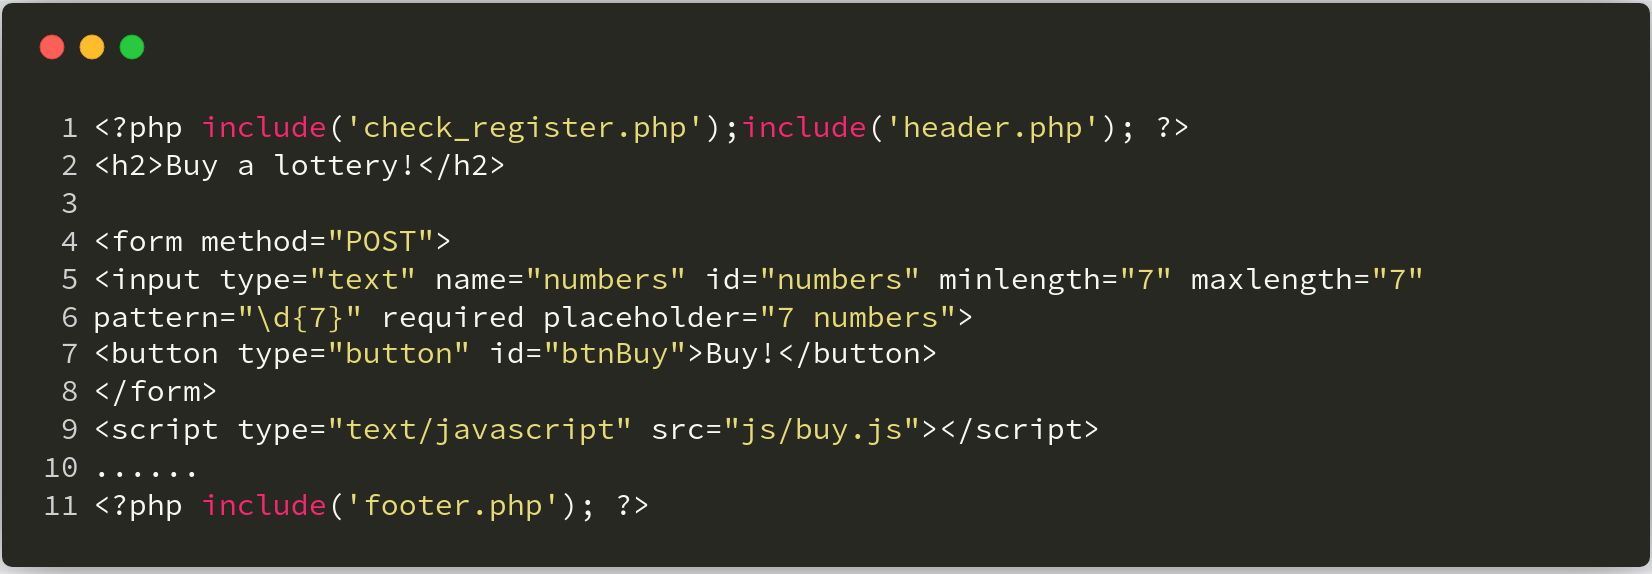 1 <?php include('check_register.php');include('header.php'); ?>
2 <h2>Buy a lottery!</h2>
3
4 <form method="POST">
5 <input type="text" name="numbers" id="numbers" minlength="7" maxlength="7"
6 pattern="\d{7}" required placeholder="7 numbers">
7 <button type="button" id="btnBuy">Buy!</button>
8 </form>
9 <script type="text/javascript" src="js/buy.js"></script>
10 ......
11 <?php include('footer.php'); ?>